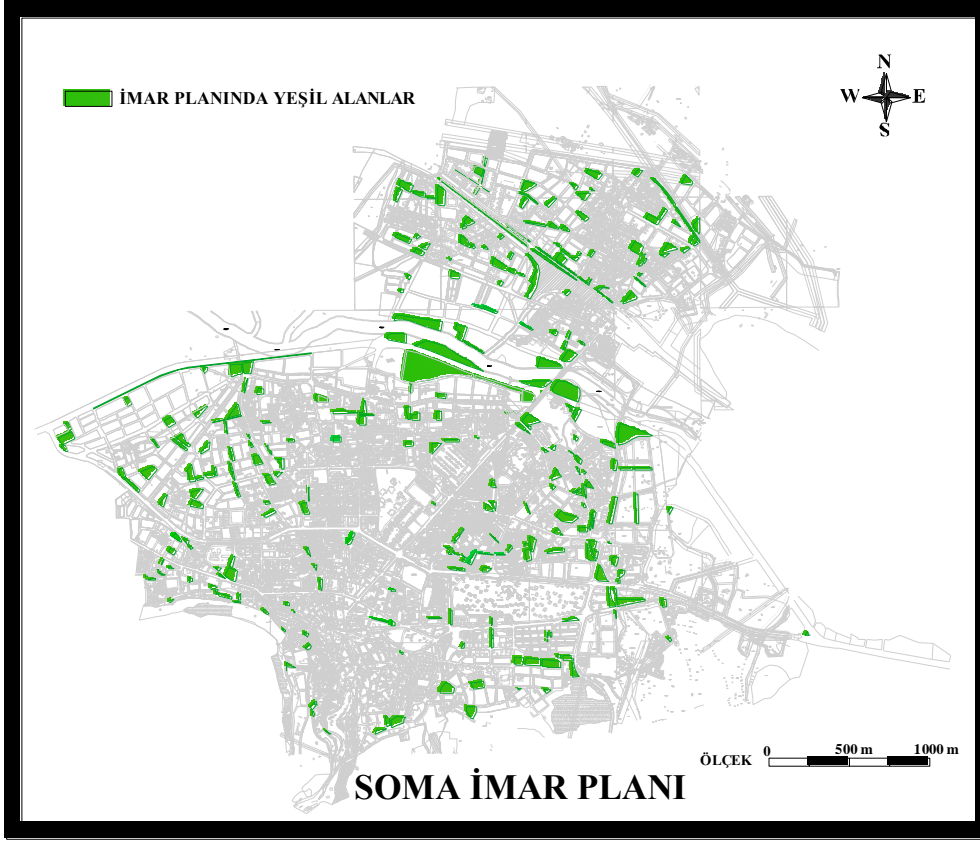 N
İMAR PLANINDA YEŞİL ALANLAR
W E
S
0 500 m 1000 m
ÖLÇEK
SOMA İMAR PLANI